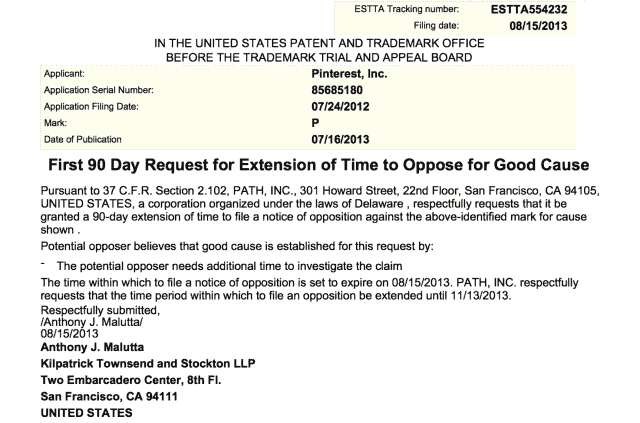 ESTTA Tracking number: ESTTA554232
Filing date: 08/15/2013
IN THE UNITED STATES PATENT AND TRADEMARK OFFICE
BEFORE THE TRADEMARK TRIAL AND APPEAL BOARD
Applicant: Pinterest, Inc.
Application Serial Number: 85685180
Application Filing Date: 07/24/2012
Mark: P
Date of Publication 07/16/2013
First 90 Day Request for Extension of Time to Oppose for Good Cause
Pursuant to 37 C.F.R. Section 2.102, PATH, INC., 301 Howard Street, 22nd Floor, San Francisco, CA 94105,
UNITED STATES, a corporation organized under the laws of Delaware , respectfully requests that it be
granted a 90-day extension of time to file a notice of opposition against the above-identified mark for cause
shown .
Potential opposer believes that good cause is established for this request by:
- The potential opposer needs additional time to investigate the claim
The time within which to file a notice of opposition is set to expire on 08/15/2013. PATH, INC. respectfully
requests that the time period within which to file an opposition be extended until 11/13/2013.
Respectfully submitted,
/Anthony J. Malutta/
08/15/2013
Anthony J. Malutta
Kilpatrick Townsend and Stockton LLP
Two Embarcadero Center, 8th Fl.
San Francisco, CA 94111
UNITED STATES